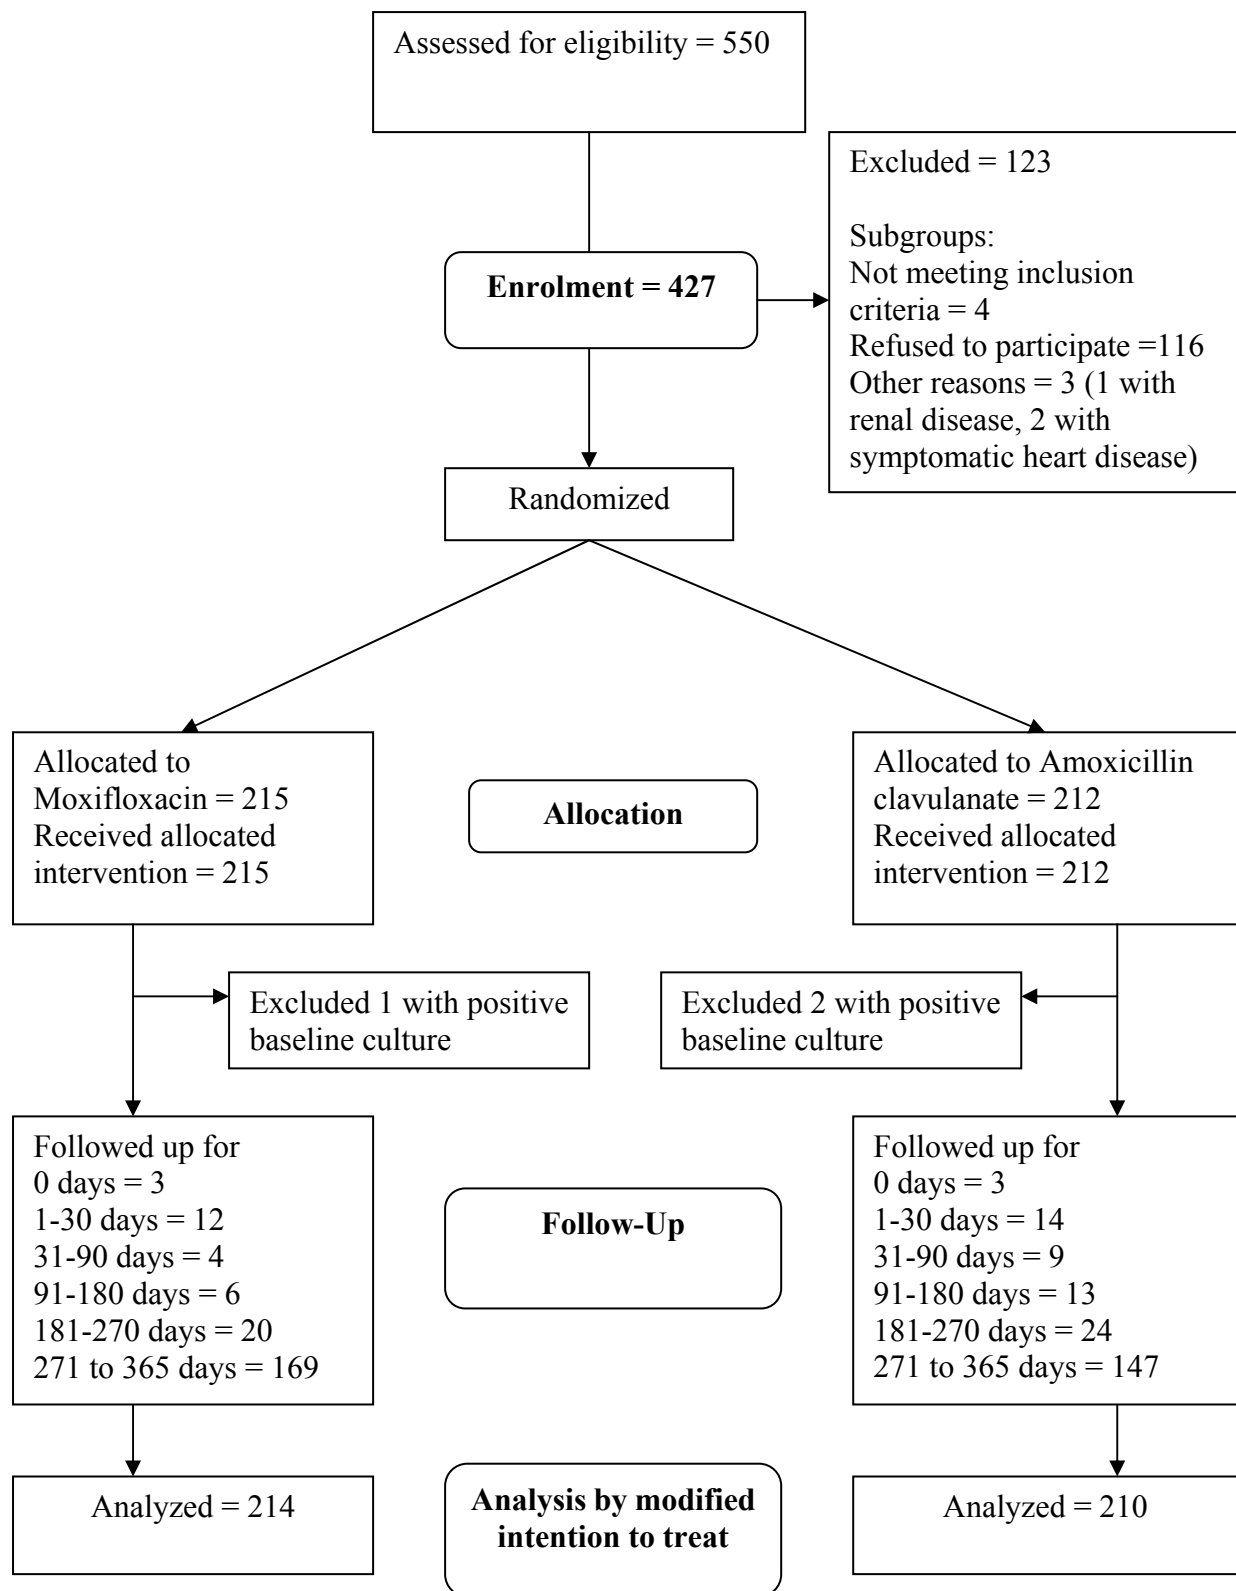 Assessed for eligibility = 550
Excluded = 123
Subgroups:
Not meeting inclusion
criteria = 4
Refused to participate =116
Other reasons = 3 (1 with
renal disease, 2 with
symptomatic heart disease)
Enrolment = 427
Randomized
Allocated to
Moxifloxacin = 215
Received allocated
intervention = 215
Allocation
Allocated to Amoxicillin
clavulanate = 212
Received allocated
intervention = 212
Excluded 1 with positive
baseline culture
Excluded 2 with positive
baseline culture
Followed up for
0 days = 3
1-30 days = 12
31-90 days = 4
91-180 days = 6
181-270 days = 20
271 to 365 days = 169
Follow-Up
Followed up for
0 days = 3
1-30 days = 14
31-90 days = 9
91-180 days = 13
181-270 days = 24
271 to 365 days = 147
Analyzed = 214
Analysis by modified
intention to treat
Analyzed = 210